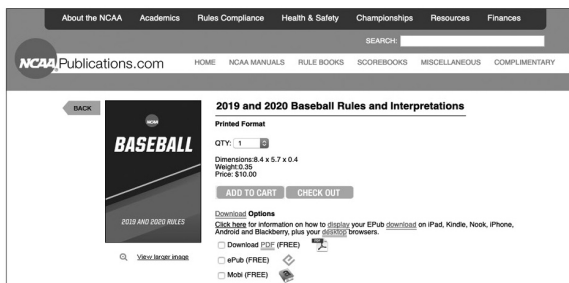 About the NCAA Academics Rules Compliance Health & Safety Championships Resources Finances
SEARCH:
NCAA Publications.com HOME NCAA MANUALS RULE BOOKS SCOREBOOKS MISCELLANEOUS COMPLIMENTARY
BACK
2019 and 2020 Baseball Rules and Interpretations
Printed Format
NCAA
BASEBALL
2019 AND 2020 RULES
QTY: 1
Dimensions:8.4 x 5.7 x 0.4
Weight:0.35
Price: $10.00
ADD TO CART CHECK OUT
Download Options
Click here for information on how to display your EPub download on iPad, Kindle, Nook, iPhone,
Android and Blackberry, plus your desktop browsers.
Download PDF (FREE)
View larger image
ePub (FREE)
Mobi (FREE)